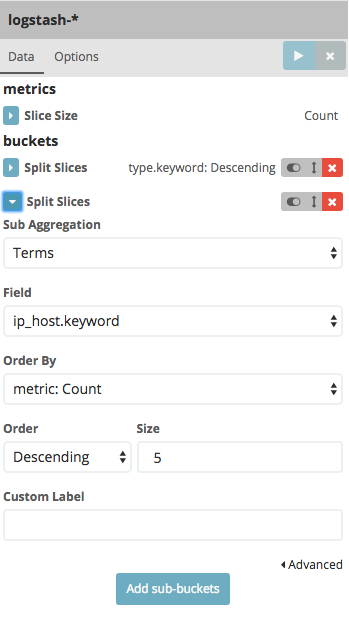 logstash-*
Data Options
metrics
Slice Size Count
buckets
Split Slices type.keyword: Descending
Split Slices
Sub Aggregation
Terms
Field
ip_host.keyword
Order By
metric: Count
Order Size
Descending 5
Custom Label
Advanced
Add sub-buckets